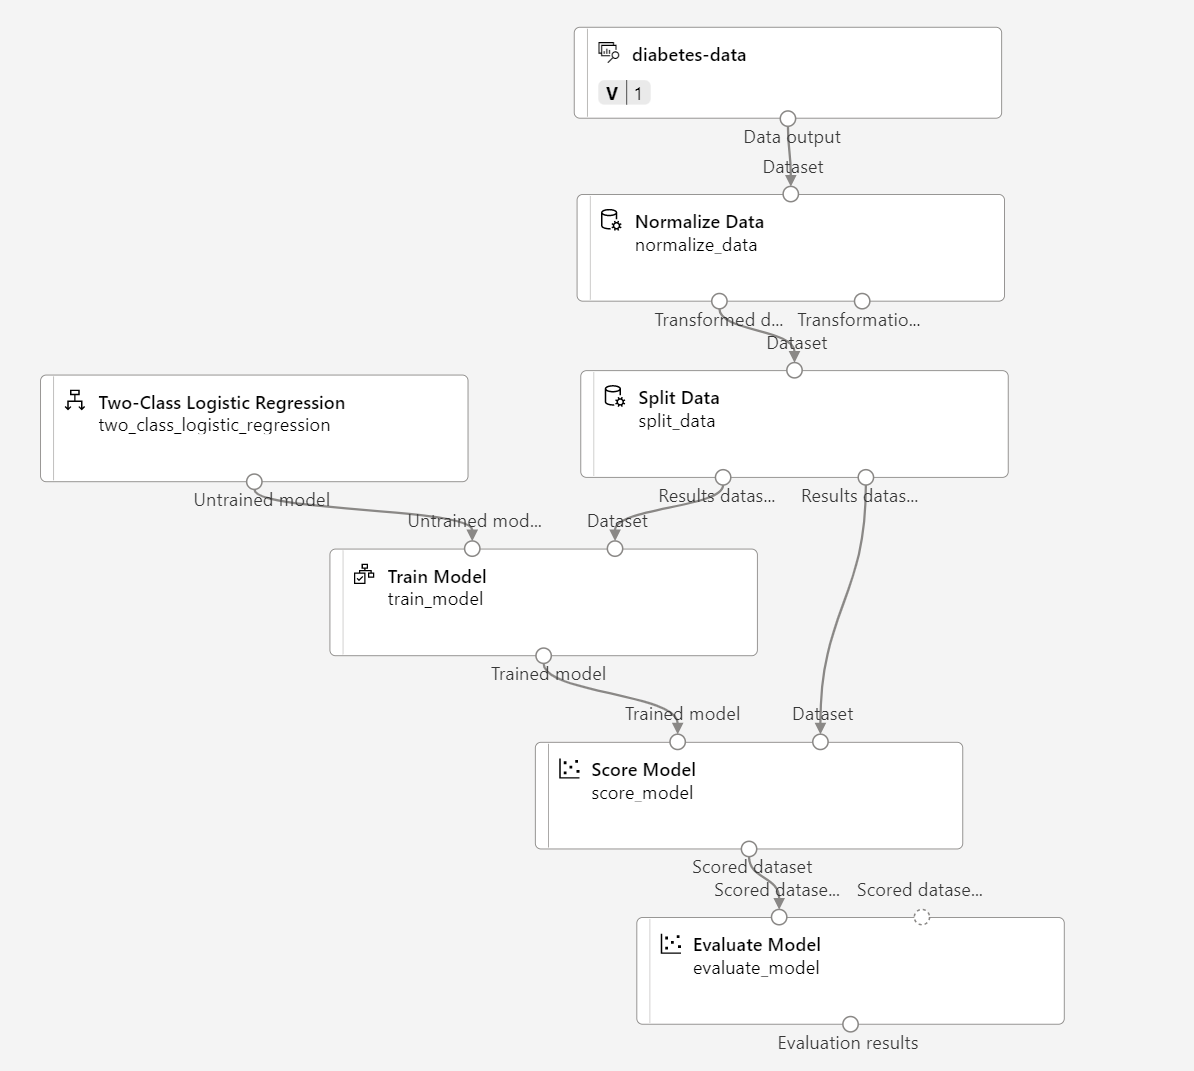 diabetes-data
V 1
Data output
Dataset
Normalize Data
normalize_data
Transformed d... Transformatio...
Dataset
Two-Class Logistic Regression
two_class_logistic_regression
Untrained model
Split Data
split_data
Results datas... Results datas...
Untrained mod... Dataset
Train Model
train_model
Trained model
Trained model Dataset
Score Model
score_model
Scored dataset
Scored datase... Scored datase...
Evaluate Model
evaluate_model
Evaluation results